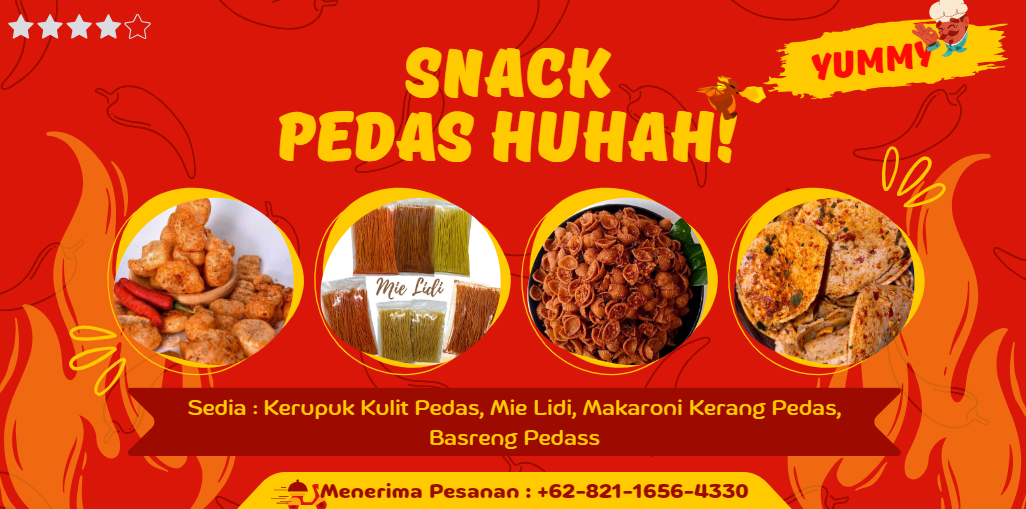 YUMMY
SNACK
PEDAS HUHAH!
Mie Lidi
Sedia : Kerupuk Kulit Pedas, Mie Lidi, Makaroni Kerang Pedas,
Basreng Pedass
Menerima Pesanan : +62-821-1656-4330